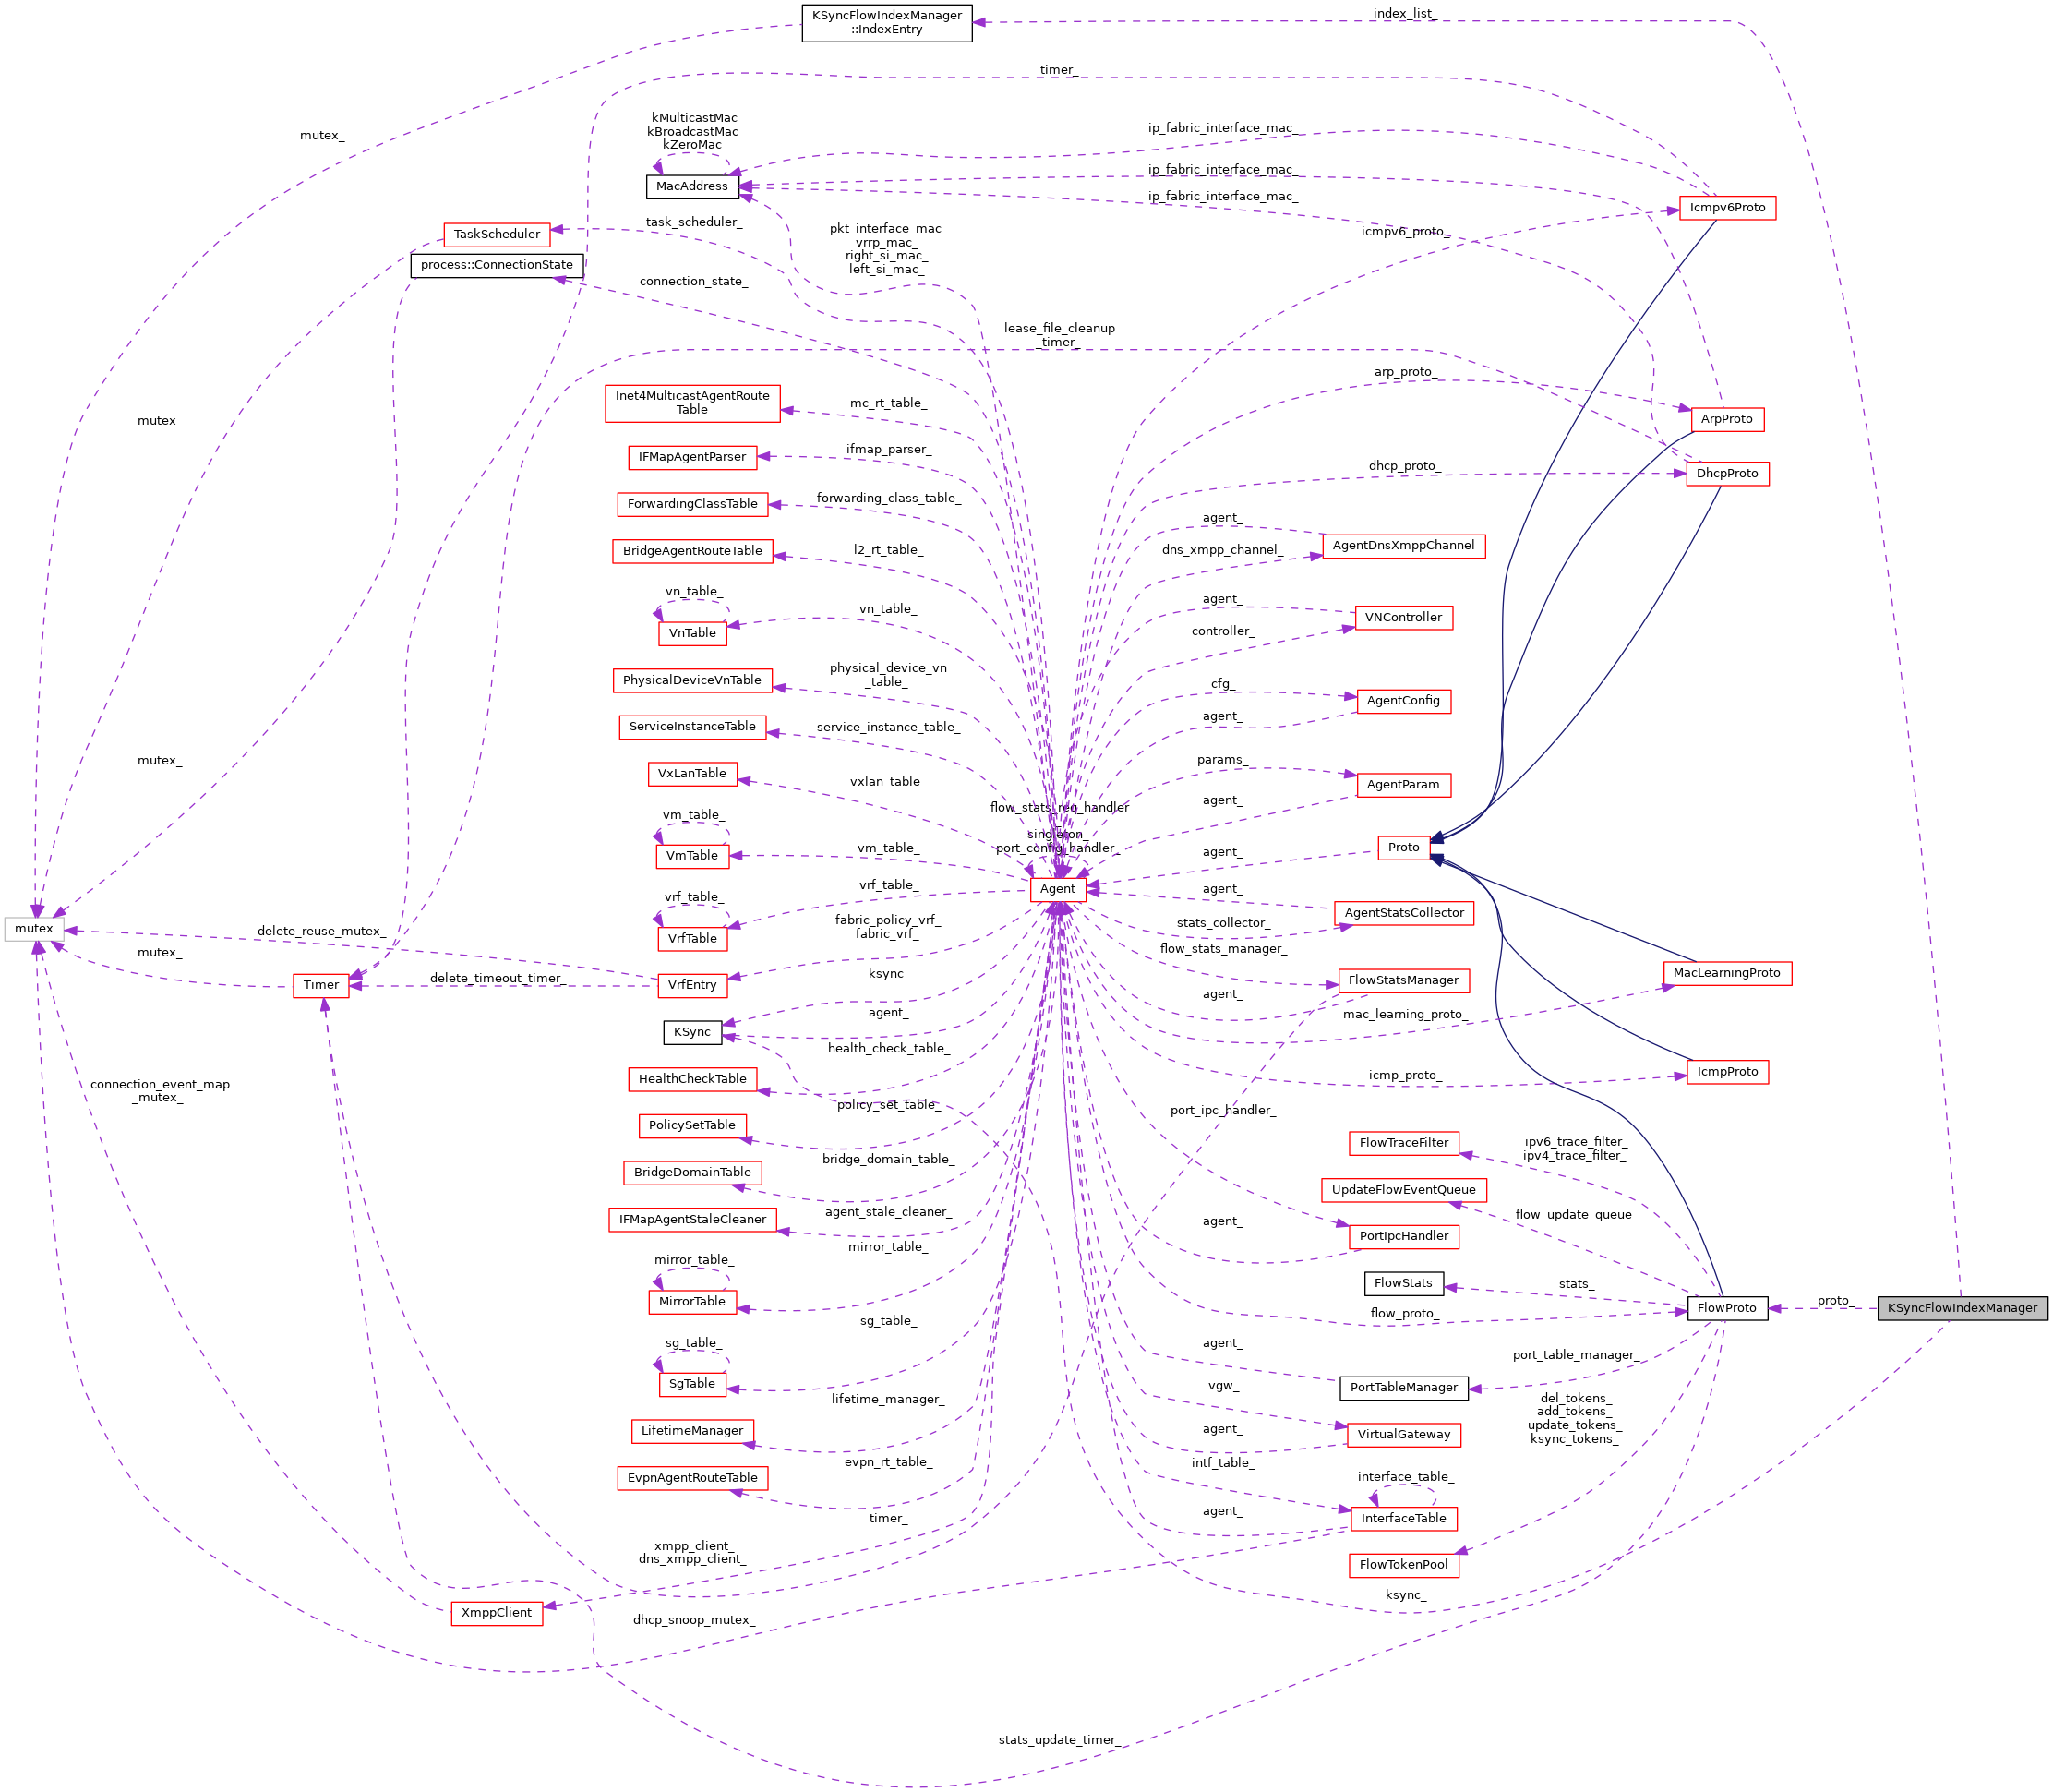 KSyncFlowIndexManager
::IndexEntry
index_list_
timer_
mutex_
kMulticastMac
kBroadcastMac
kZeroMac
MacAddress
ip_fabric_interface_mac_
ip_fabric_interface_mac_
ip_fabric_interface_mac_
Icmpv6Proto
TaskScheduler
task_scheduler_
pkt_interface_mac_
vrrp_mac_
right_si_mac_
left_si_mac_
icmpv6_proto_
process::ConnectionState
connection_state_
lease_file_cleanup
_timer_
arp_proto_
Inet4MulticastAgentRoute
Table
mc_rt_table_
mutex_
ArpProto
IFMapAgentParser
ifmap_parser_
dhcp_proto_
DhcpProto
ForwardingClassTable
forwarding_class_table_
agent_
AgentDnsXmppChannel
BridgeAgentRouteTable
l2_rt_table_
dns_xmpp_channel_
vn_table_
VnTable
vn_table_
agent_
VNController
controller_
PhysicalDeviceVnTable
physical_device_vn
_table_
cfg_
AgentConfig
agent_
ServiceInstanceTable
service_instance_table_
mutex_
params_
VxLanTable
vxlan_table_
AgentParam
agent_
flow_stats_req_handler
_
singleton_
port_config_handler_
vm_table_
VmTable
vm_table_
agent_
Proto
Agent
vrf_table_
VrfTable
vrf_table_
agent_
AgentStatsCollector
stats_collector_
mutex
delete_reuse_mutex_
fabric_policy_vrf_
fabric_vrf_
flow_stats_manager_
mutex_
Timer
delete_timeout_timer_
VrfEntry
ksync_
FlowStatsManager
agent_
MacLearningProto
mac_learning_proto_
KSync
agent_
health_check_table_
HealthCheckTable
icmp_proto_
IcmpProto
connection_event_map
_mutex_
policy_set_table_
PolicySetTable
port_ipc_handler_
FlowTraceFilter
ipv6_trace_filter_
ipv4_trace_filter_
BridgeDomainTable
bridge_domain_table_
UpdateFlowEventQueue
flow_update_queue_
IFMapAgentStaleCleaner
agent_stale_cleaner_
agent_
PortIpcHandler
mirror_table_
MirrorTable
mirror_table_
FlowStats
stats_
flow_proto_
FlowProto
proto_
KSyncFlowIndexManager
sg_table_
SgTable
sg_table_
agent_
port_table_manager_
PortTableManager
vgw_
del_tokens_
add_tokens_
update_tokens_
ksync_tokens_
LifetimeManager
lifetime_manager_
agent_
VirtualGateway
EvpnAgentRouteTable
evpn_rt_table_
intf_table_
interface_table_
InterfaceTable
agent_
timer_
xmpp_client_
dns_xmpp_client_
FlowTokenPool
ksync_
XmppClient
dhcp_snoop_mutex_
stats_update_timer_